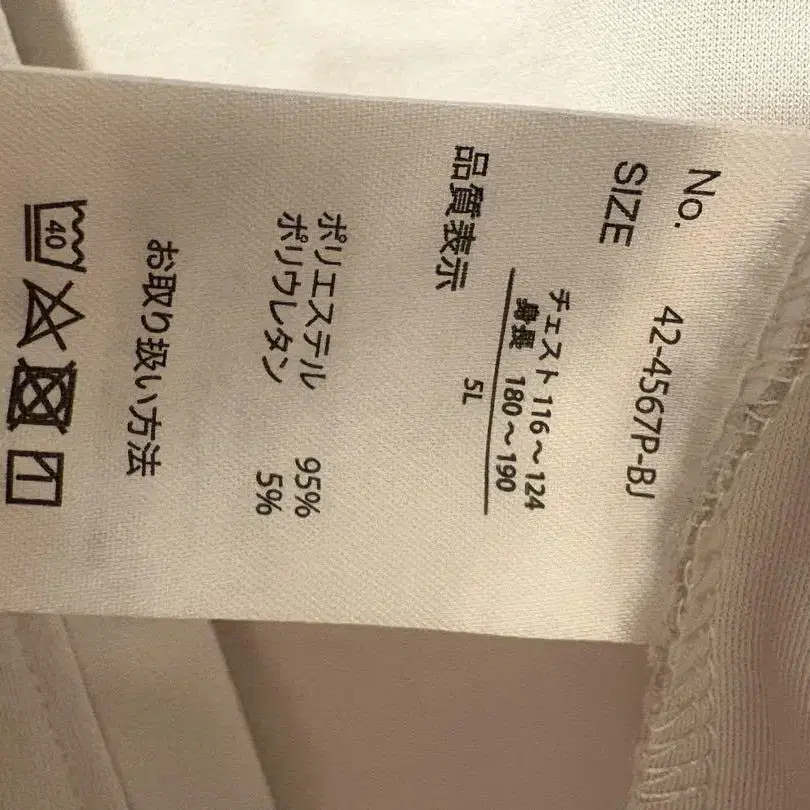 No. 42-4567P-BJ
SIZE
チェスト 116～124
身長 180～190
5L
品質表示
ポリエステル 95%
ポリウレタン 5%
お取り扱い方法
40